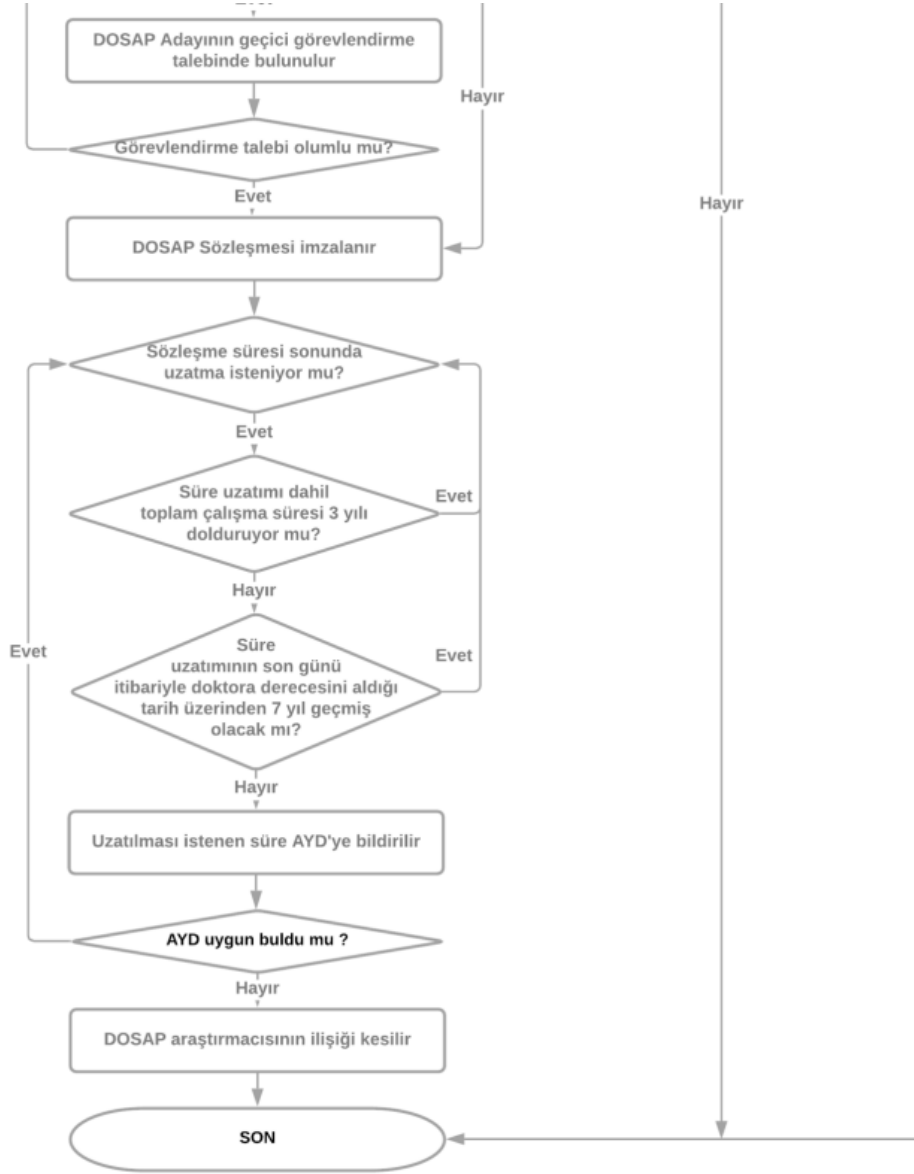 Evet
DOSAP Adayının geçici görevlendirme
talebinde bulunulur
Hayır
Görevlendirme talebi olumlu mu?
Evet
Hayır
DOSAP Sözleşmesi imzalanır
Sözleşme süresi sonunda
uzatma isteniyor mu?
Evet
Süre uzatımı dahil
toplam çalışma süresi 3 yılı
dolduruyor mu?
Evet
Hayır
Süre
uzatımının son günü
itibariyle doktora derecesini aldığı
tarih üzerinden 7 yıl geçmiş
olacak mı?
Evet
Evet
Hayır
Uzatılması istenen süre AYD'ye bildirilir
AYD uygun buldu mu ?
Hayır
DOSAP araştırmacısının ilişiği kesilir
SON